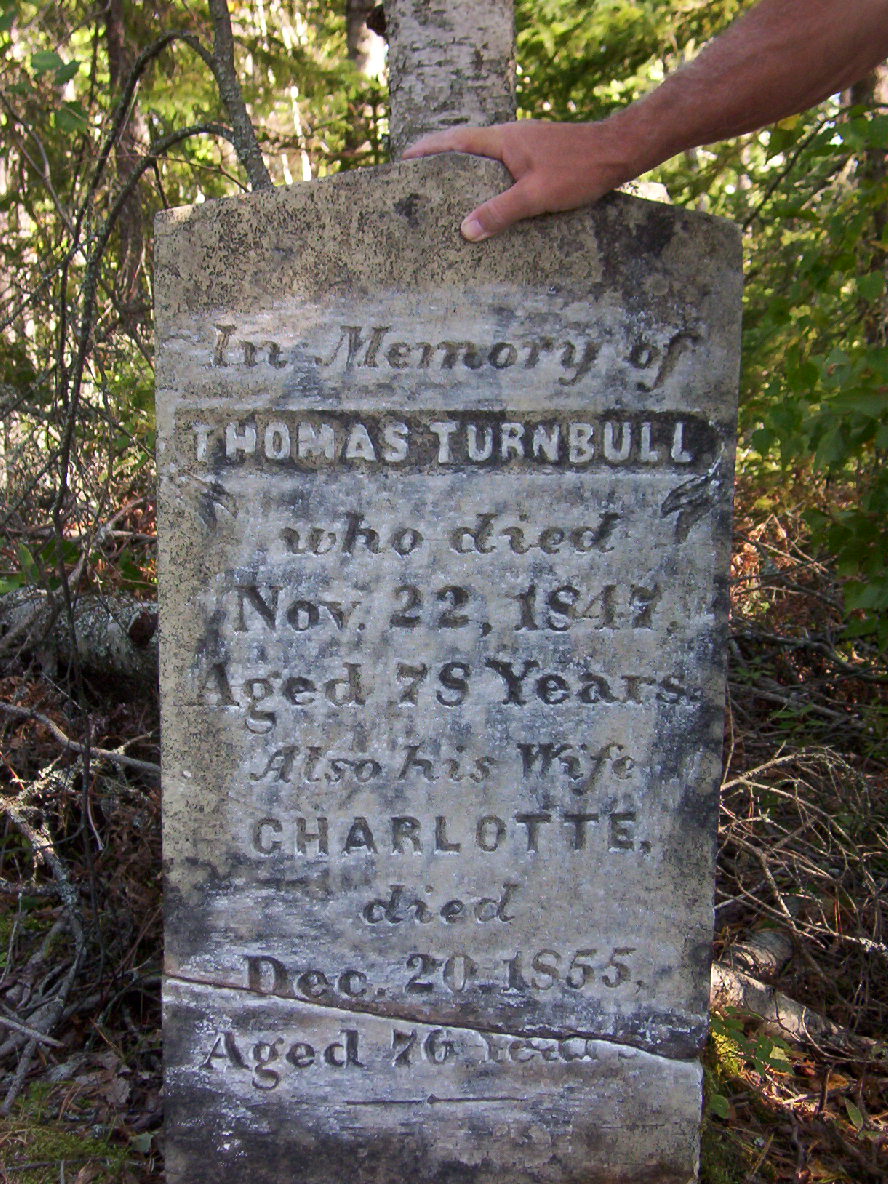 In Memory of
THOMAS TURNBULL
who died
Nov. 22, 1847.
Aged 78 Years.
Also his Wife
CHARLOTTE.
died
Dec. 20. 1855.
Aged 76 Years